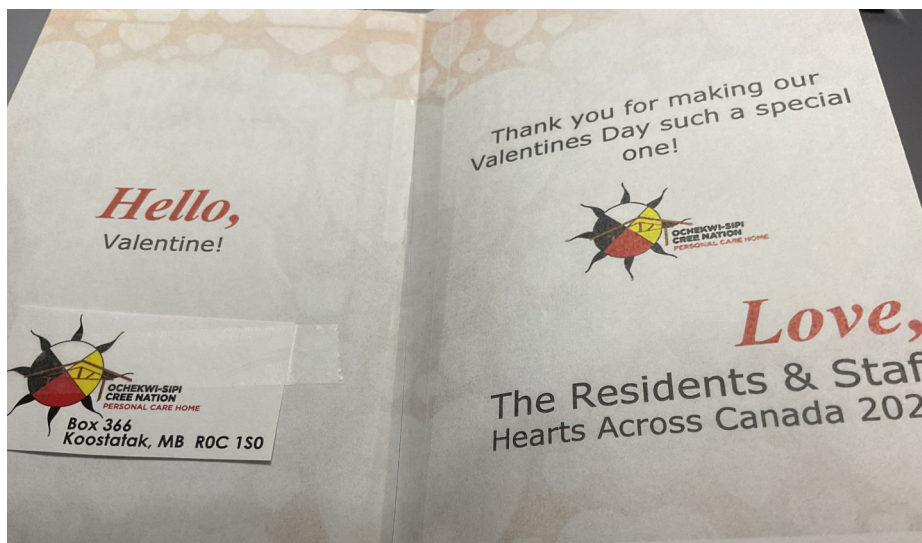 Hello,
Valentine!
OCHEKWI-SIPI
CREE NATION
PERSONAL CARE HOME
Box 366
Koostatak, MB R0C 1S0
Thank you for making our
Valentines Day such a special
one!
OCHEKWI-SIPI
CREE NATION
PERSONAL CARE HOME
Love,
The Residents & Staf
Hearts Across Canada 202